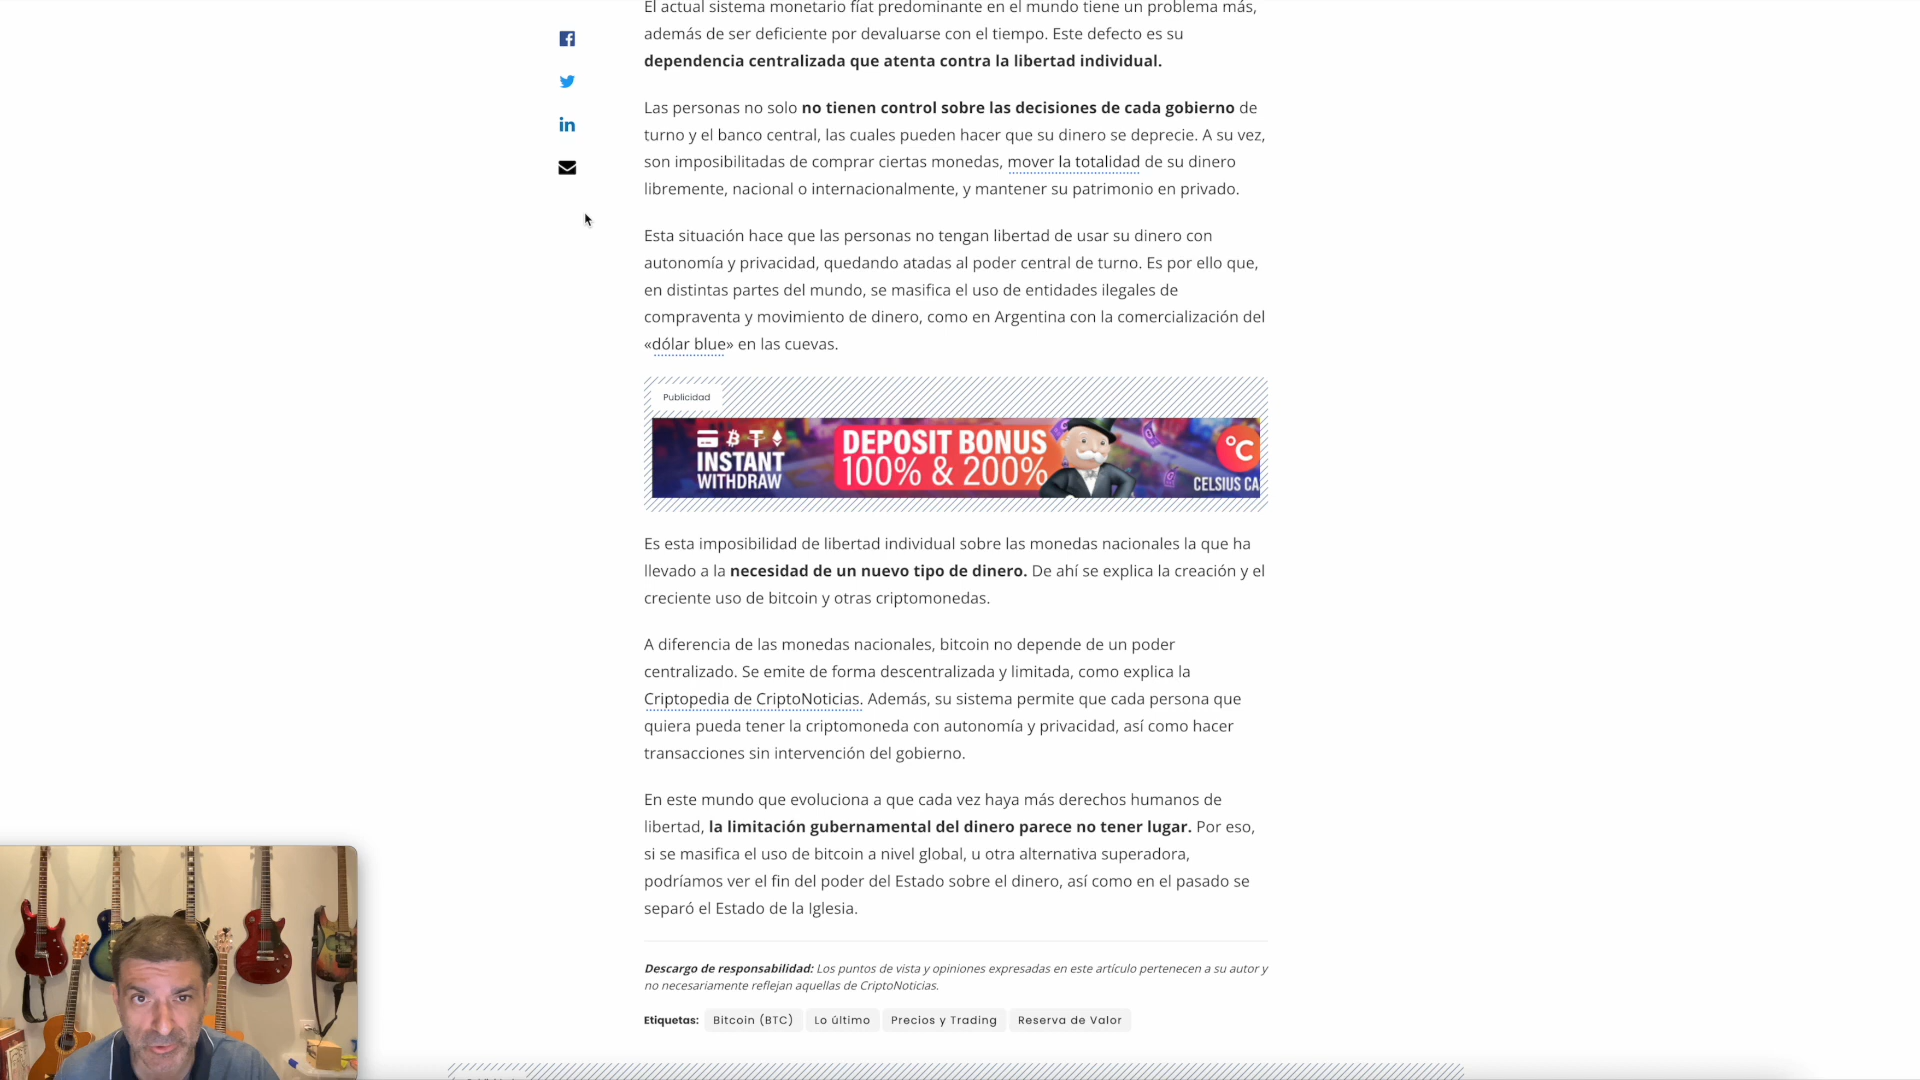 El actual sistema monetario fíat predominante en el mundo tiene un problema más,
además de ser deficiente por devaluarse con el tiempo. Este defecto es su
dependencia centralizada que atenta contra la libertad individual.
Las personas no solo no tienen control sobre las decisiones de cada gobierno de
turno y el banco central, las cuales pueden hacer que su dinero se deprecie. A su vez,
son imposibilitadas de comprar ciertas monedas, mover la totalidad de su dinero
libremente, nacional o internacionalmente, y mantener su patrimonio en privado.
Esta situación hace que las personas no tengan libertad de usar su dinero con
autonomía y privacidad, quedando atadas al poder central de turno. Es por ello que,
en distintas partes del mundo, se masifica el uso de entidades ilegales de
compraventa y movimiento de dinero, como en Argentina con la comercialización del
«dólar blue» en las cuevas.
Publicidad
INSTANT
WITHDRAW
DEPOSIT BONUS
100% & 200%
°C
CELSIUS CA
Es esta imposibilidad de libertad individual sobre las monedas nacionales la que ha
llevado a la necesidad de un nuevo tipo de dinero. De ahí se explica la creación y el
creciente uso de bitcoin y otras criptomonedas.
A diferencia de las monedas nacionales, bitcoin no depende de un poder
centralizado. Se emite de forma descentralizada y limitada, como explica la
Criptopedia de CriptoNoticias. Además, su sistema permite que cada persona que
quiera pueda tener la criptomoneda con autonomía y privacidad, así como hacer
transacciones sin intervención del gobierno.
En este mundo que evoluciona a que cada vez haya más derechos humanos de
libertad, la limitación gubernamental del dinero parece no tener lugar. Por eso,
si se masifica el uso de bitcoin a nivel global, u otra alternativa superadora,
podríamos ver el fin del poder del Estado sobre el dinero, así como en el pasado se
separó el Estado de la Iglesia.
Descargo de responsabilidad: Los puntos de vista y opiniones expresadas en este artículo pertenecen a su autor y
no necesariamente reflejan aquellas de CriptoNoticias.
Etiquetas: Bitcoin (BTC) Lo último Precios y Trading Reserva de Valor